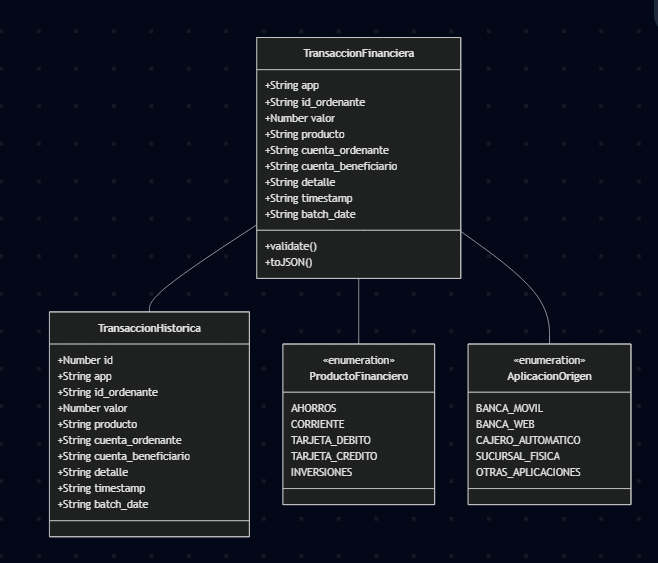 TransaccionFinanciera
+String app
+String id_ordenante
+Number valor
+String producto
+String cuenta_ordenante
+String cuenta_beneficiario
+String detalle
+String timestamp
+String batch_date
+validate()
+toJSON()
TransaccionHistorica
+Number id
+String app
+String id_ordenante
+Number valor
+String producto
+String cuenta_ordenante
+String cuenta_beneficiario
+String detalle
+String timestamp
+String batch_date
«enumeration»
ProductoFinanciero
AHORROS
CORRIENTE
TARJETA_DEBITO
TARJETA_CREDITO
INVERSIONES
«enumeration»
AplicacionOrigen
BANCA_MOVIL
BANCA_WEB
CAJERO_AUTOMATICO
SUCURSAL_FISICA
OTRAS_APLICACIONES